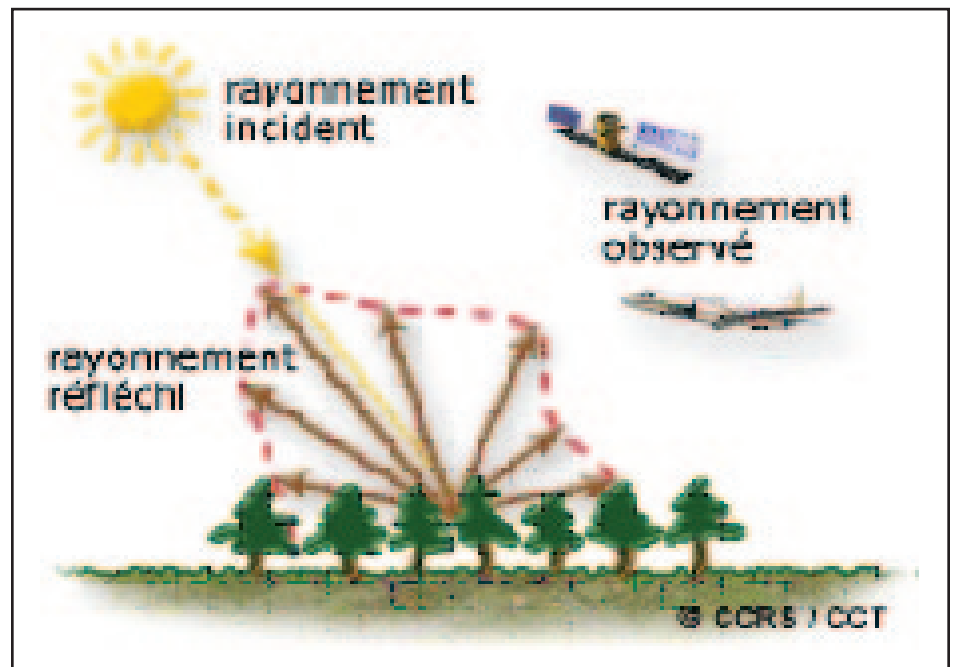 rayonnement
incident
rayonnement
observé
rayonnement
réfléchi
© CCRS / CCT